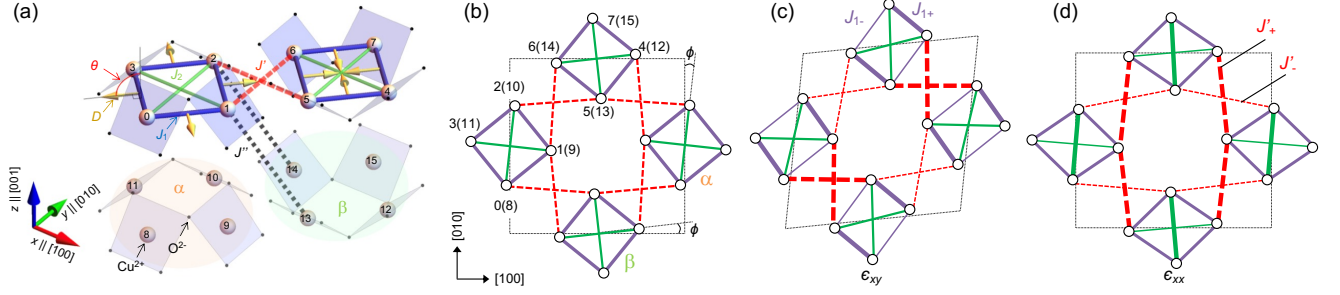 (a)
3
2
6
7
θ
J₂
J'
D
0
1
5
4
J₁
J''
14
15
11
α
10
13
β
12
8
9
O²⁻
Cu²⁺
z || [001]
y || [010]
x || [100]
(b)
7(15)
6(14)
4(12)
ϕ
2(10)
5(13)
3(11)
1(9)
α
0(8)
β
ϕ
[010]
[100]
(c)
J₁₋
J₁₊
ϵxy
(d)
J'₊
J'₋
ϵxx